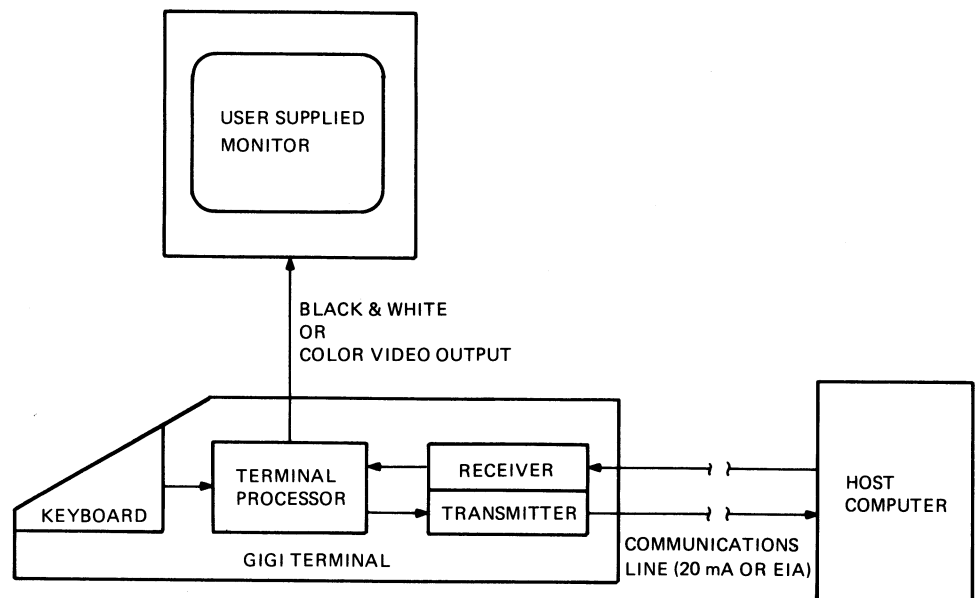 USER SUPPLIED
MONITOR
BLACK & WHITE
OR
COLOR VIDEO OUTPUT
KEYBOARD
TERMINAL
PROCESSOR
RECEIVER
TRANSMITTER
GIGI TERMINAL
COMMUNICATIONS
LINE (20 mA OR EIA)
HOST
COMPUTER